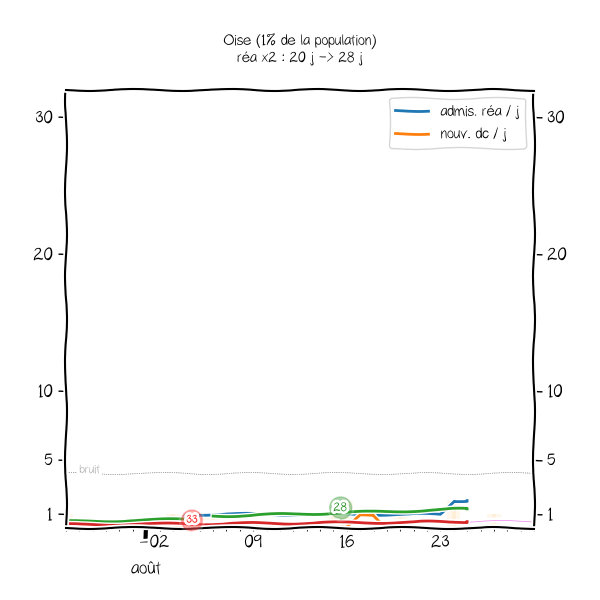 Oise (1% de la population)
réa x2 : 20 j -> 28 j
admis. réa / j
nouv. dc / j
30
30
20
20
10
10
5
5
bruit
28
33
1
1
02
09
16
23
août